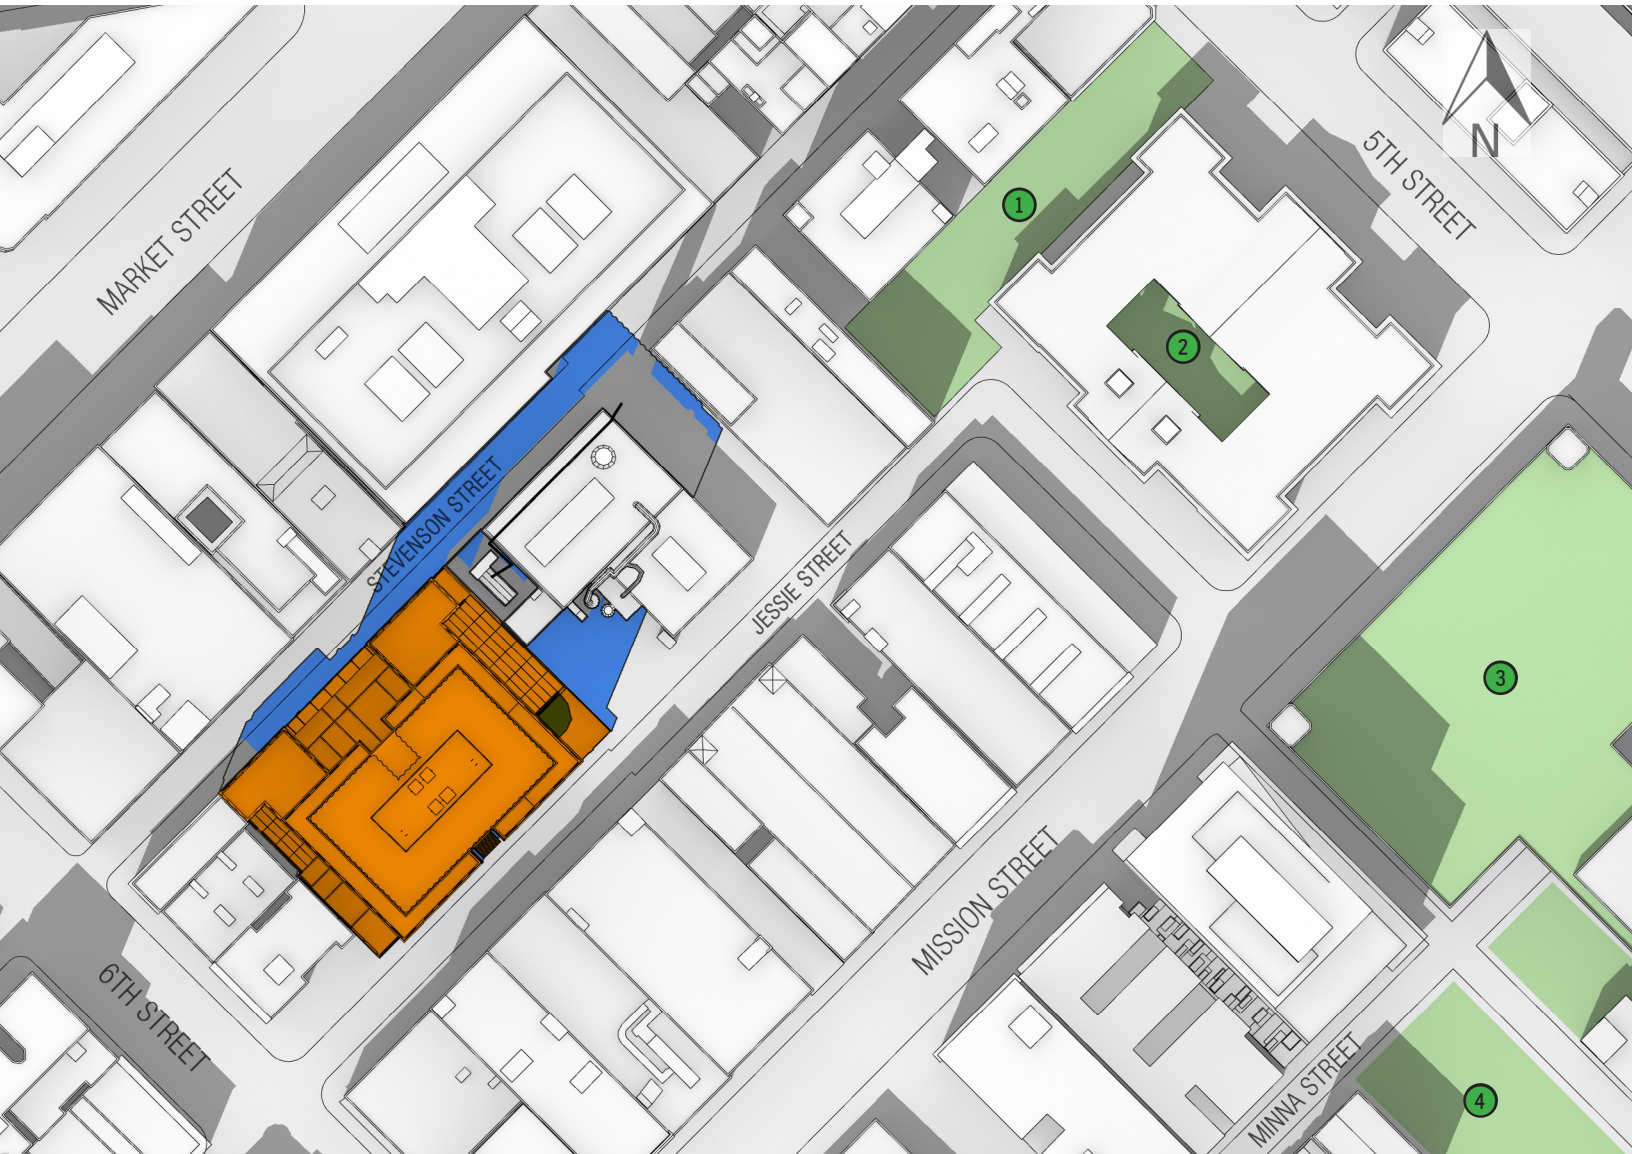 N
5TH STREET
MARKET STREET
1
2
STEVENSON STREET
JESSIE STREET
3
MISSION STREET
6TH STREET
MINNA STREET
4